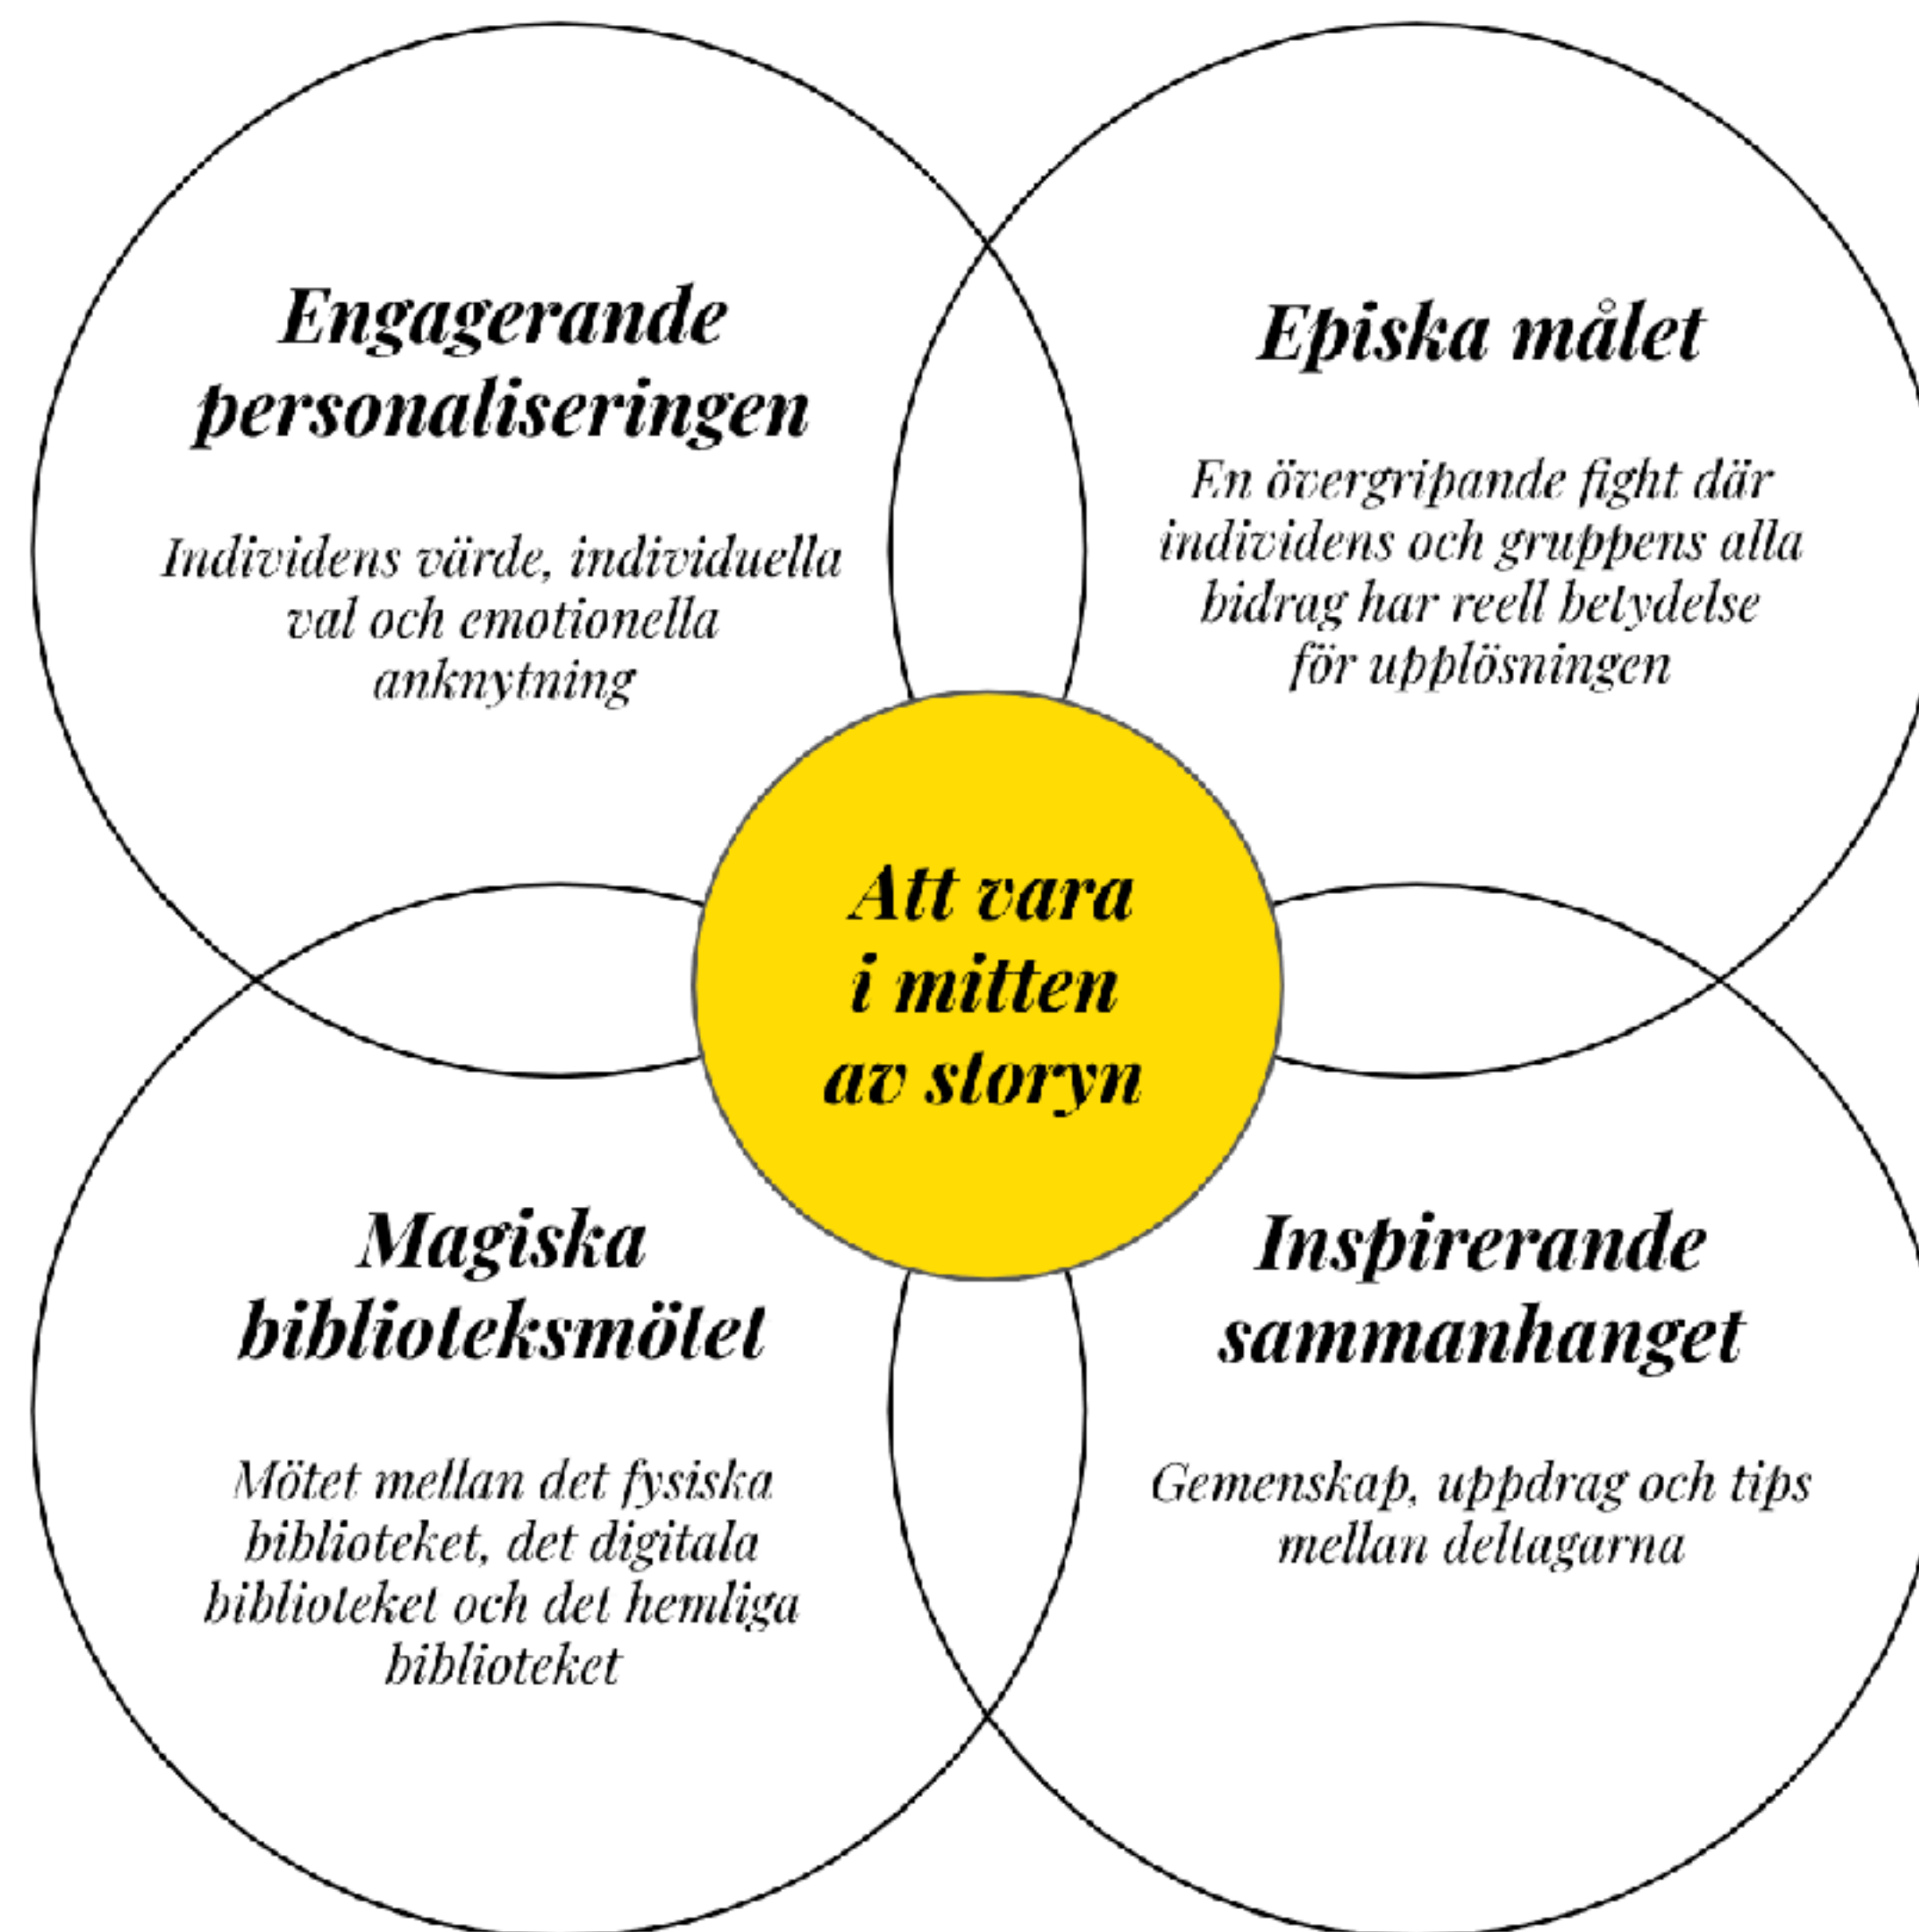 Engagerande
personaliseringen
Individens värde, individuella
val och emotionella
anknytning
Episka målet
En övergripande fight där
individens och gruppens alla
bidrag har reell betydelse
för upplösningen
Att vara
i mitten
av storyn
Magiska
biblioteksmötet
Mötet mellan det fysiska
biblioteket, det digitala
biblioteket och det hemliga
biblioteket
Inspirerande
sammanhanget
Gemenskap, uppdrag och tips
mellan deltagarna